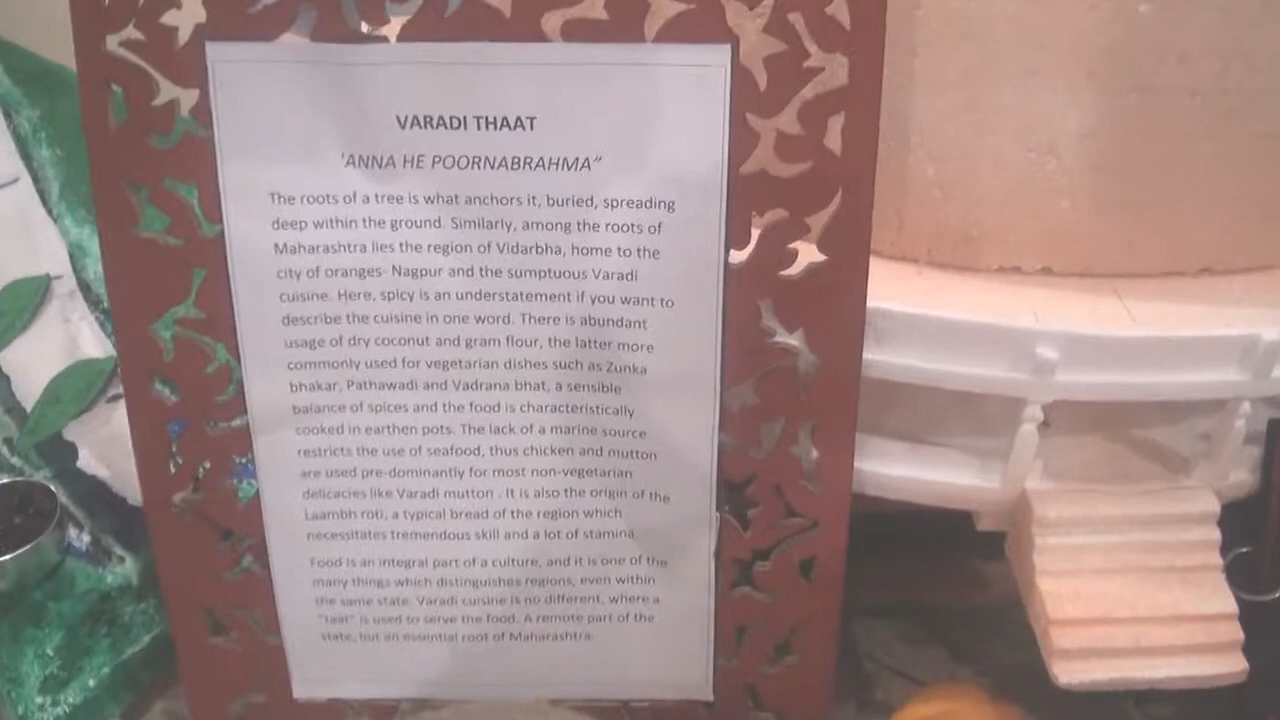 VARADI THAAT
'ANNA HE POORNABRAHMA"
The roots of a tree is what anchors it, buried, spreading
deep within the ground. Similarly, among the roots of
Maharashtra lies the region of Vidarbha, home to the
city of oranges- Nagpur and the sumptuous Varadi
cuisine. Here, spicy is an understatement if you want to
describe the cuisine in one word. There is abundant
usage of dry coconut and gram flour, the latter more
commonly used for vegetarian dishes such as Zunka
bhakar, Pathawadi and Vadrana bhat, a sensible
balance of spices and the food is characteristically
cooked in earthen pots. The lack of a marine source
restricts the use of seafood, thus chicken and mutton
are used pre-dominantly for most non-vegetarian
delicacies like Varadi mutton . It is also the origin of the
Laambh roti, a typical bread of the region which
necessitates tremendous skill and a lot of stamina.
Food is an integral part of a culture, and it is one of the
many things which distinguishes regions, even within
the same state. Varadi cuisine is no different, where a
"taat" is used to serve the food. A remote part of the
state, but an essential root of Maharashtra.